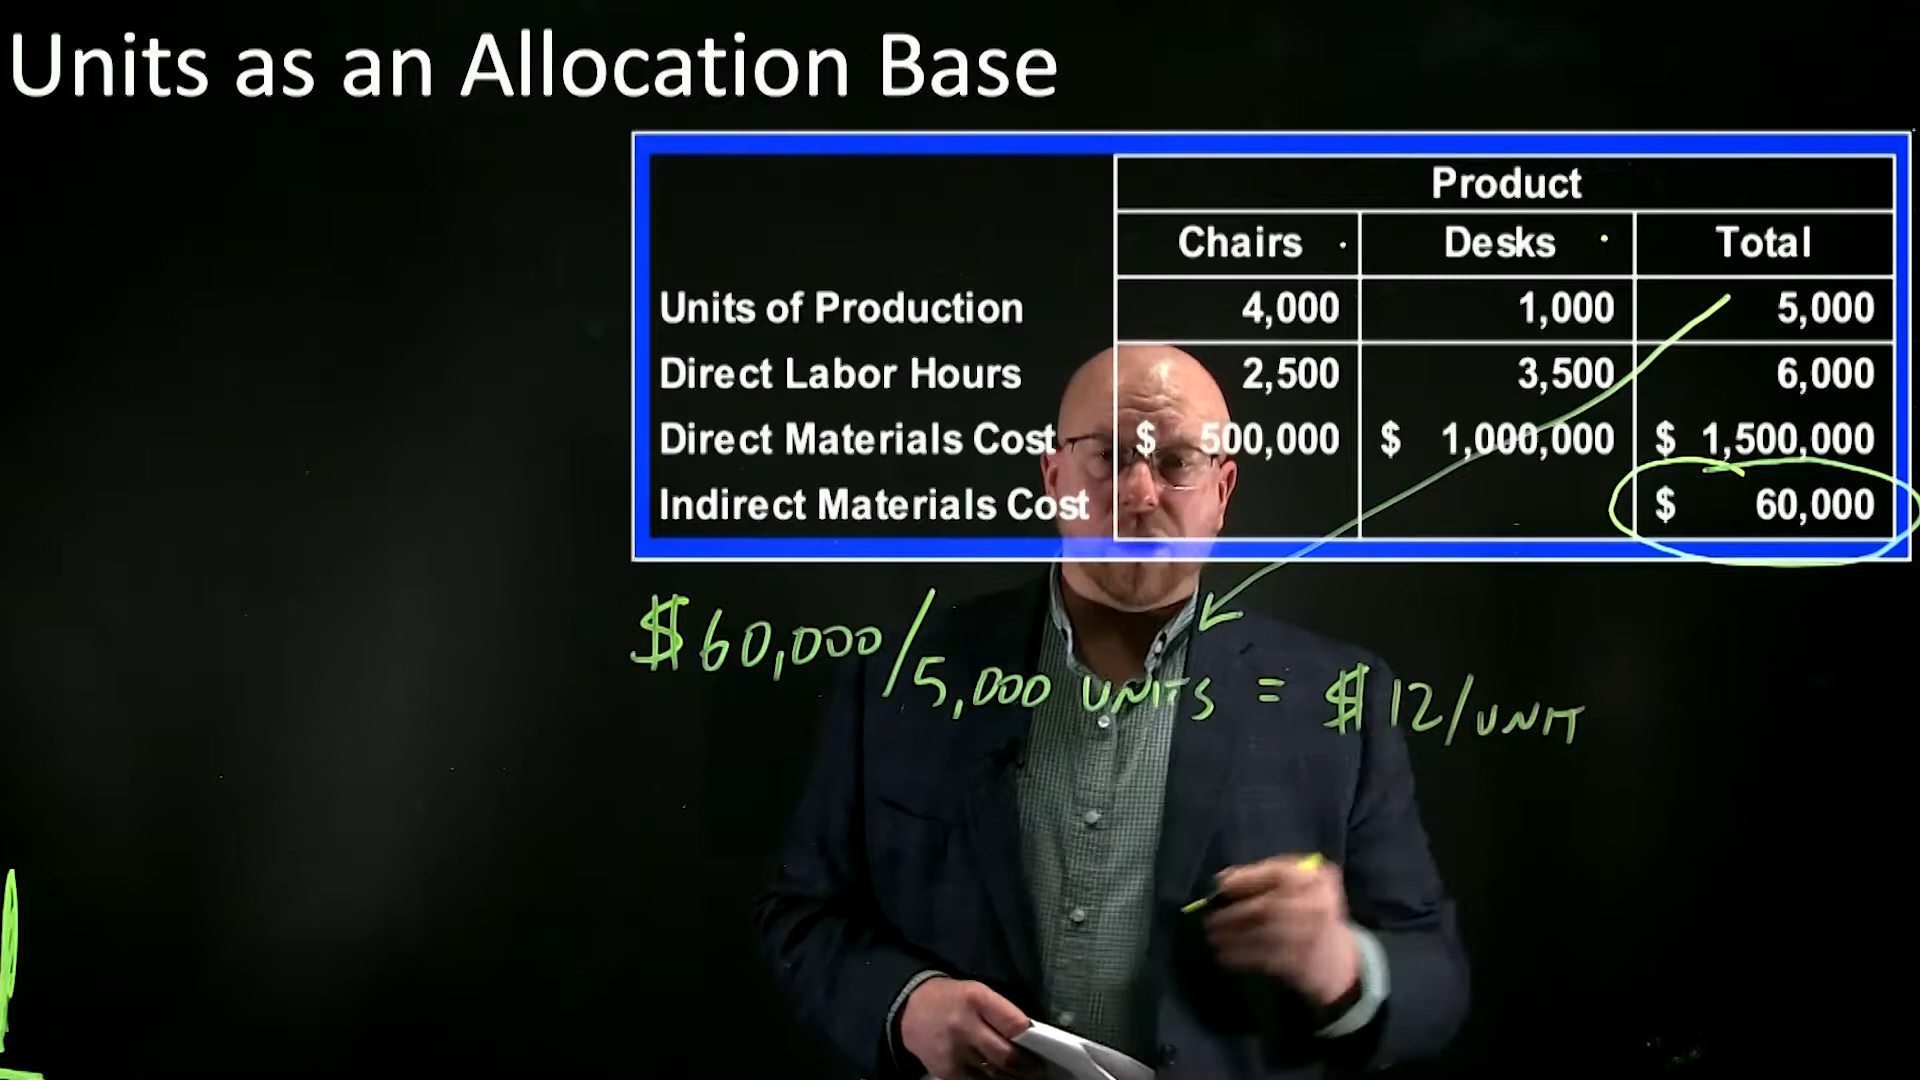 Units as an Allocation Base
Product
Chairs Desks Total
Units of Production 4,000 1,000 5,000
Direct Labor Hours 2,500 3,500 6,000
Direct Materials Cost $ 500,000 $ 1,000,000 $ 1,500,000
Indirect Materials Cost $ 60,000
$60,000/5,000 UNITS = $12/UNIT